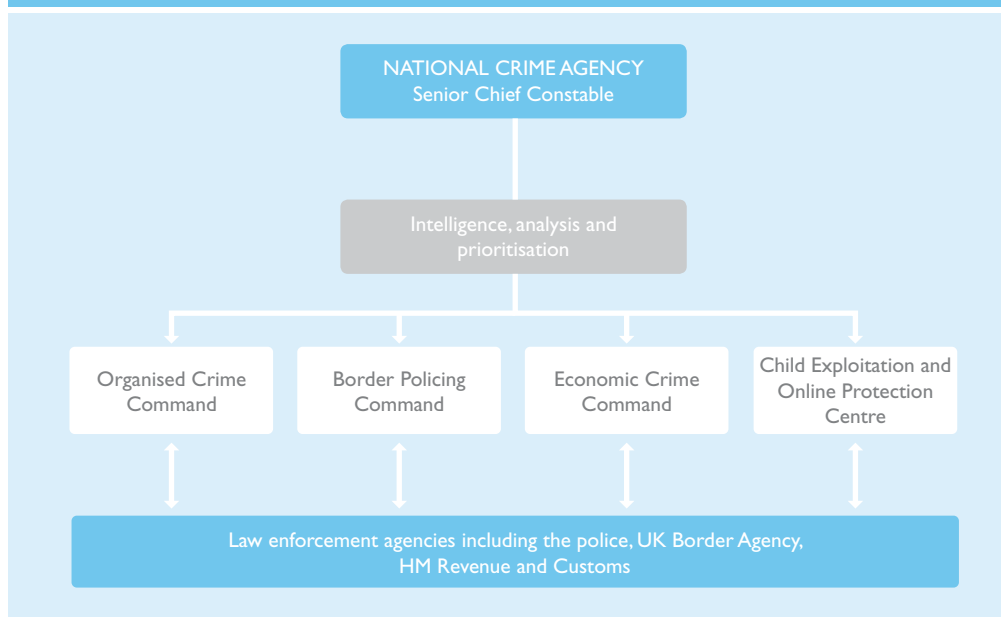 NATIONAL CRIME AGENCY
Senior Chief Constable
Intelligence, analysis and
prioritisation
Organised Crime
Command
Border Policing
Command
Economic Crime
Command
Child Exploitation and
Online Protection
Centre
Law enforcement agencies including the police, UK Border Agency,
HM Revenue and Customs